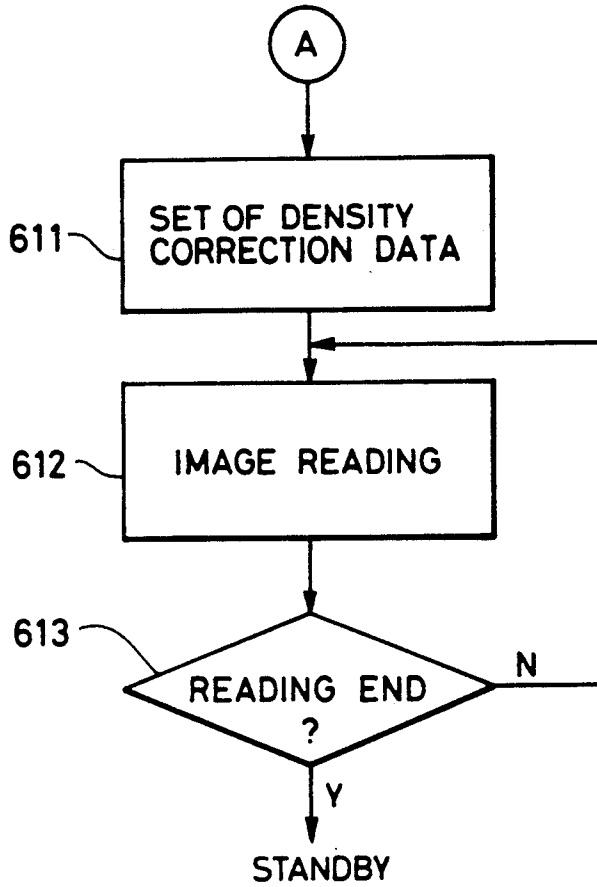 A
611
SET OF DENSITY
CORRECTION DATA
612
IMAGE READING
613
READING END
?
N
Y
STANDBY